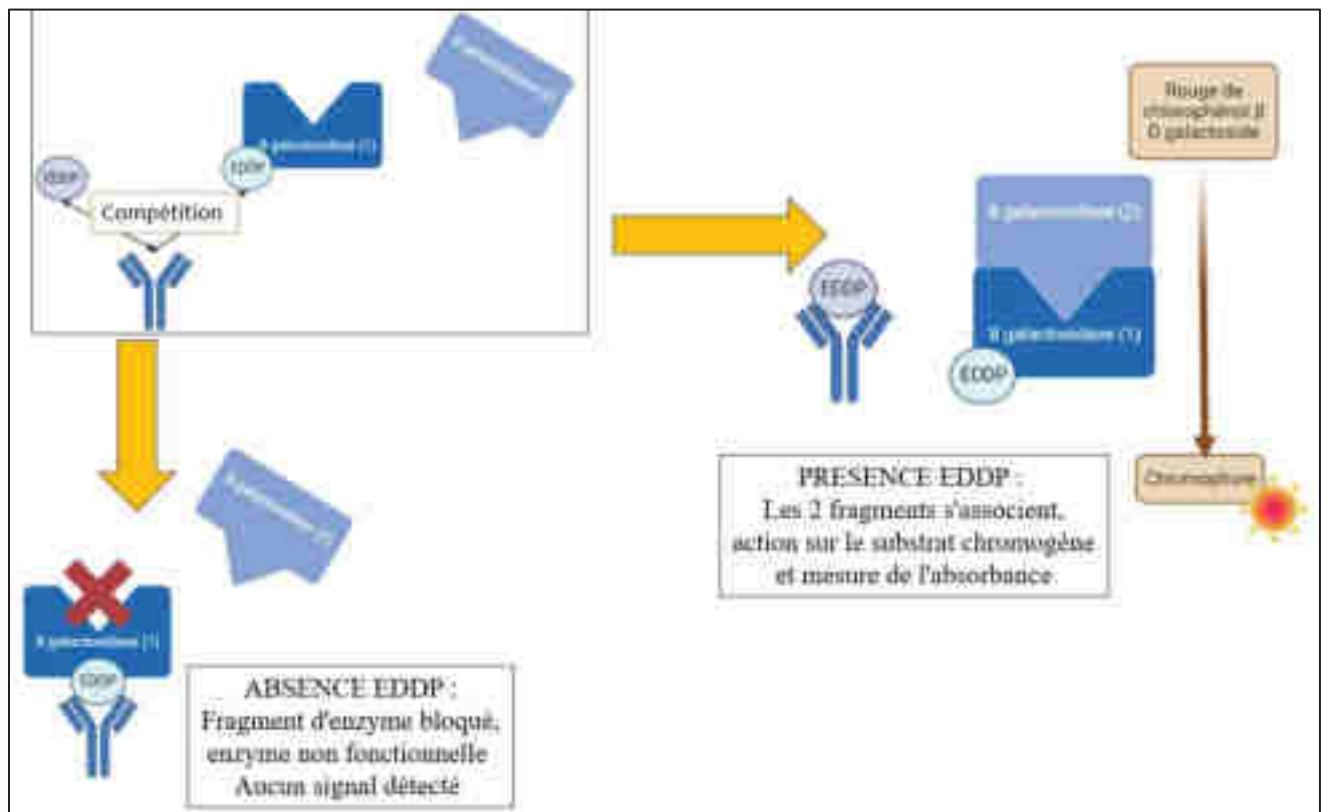 EDDP
EDDP
β galactosidase (1)
Compétition
Rouge de
chlorophénol β
D galactoside
β galactosidase (2)
β galactosidase (1)
EDDP
EDDP
Chromophore
PRESENCE EDDP :
Les 2 fragments s'associent,
action sur le substrat chromogène
et mesure de l'absorbance
β galactosidase (1)
EDDP
ABSENCE EDDP :
Fragment d'enzyme bloqué,
enzyme non fonctionnelle
Aucun signal détecté